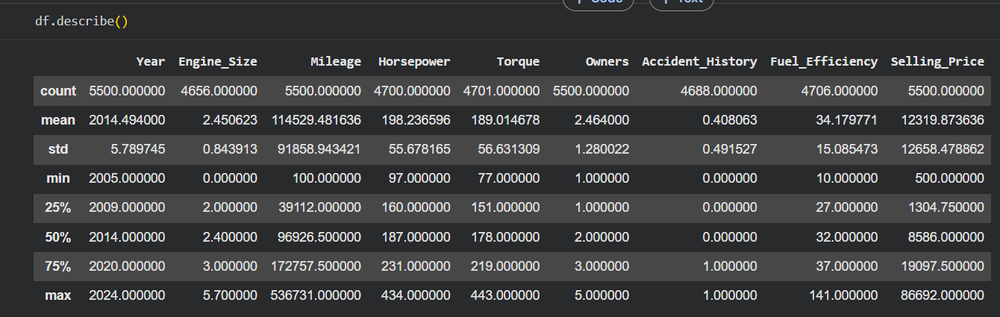 Code Text
df.describe()
Year Engine_Size Mileage Horsepower Torque Owners Accident_History Fuel_Efficiency Selling_Price
count 5500.000000 4656.000000 5500.000000 4700.000000 4701.000000 5500.000000 4688.000000 4706.000000 5500.000000
mean 2014.494000 2.450623 114529.481636 198.236596 189.014678 2.464000 0.408063 34.179771 12319.873636
std 5.789745 0.843913 91858.943421 55.678165 56.631309 1.280022 0.491527 15.085473 12658.478862
min 2005.000000 0.000000 100.000000 97.000000 77.000000 1.000000 0.000000 10.000000 500.000000
25% 2009.000000 2.000000 39112.000000 160.000000 151.000000 1.000000 0.000000 27.000000 1304.750000
50% 2014.000000 2.400000 96926.500000 187.000000 178.000000 2.000000 0.000000 32.000000 8586.000000
75% 2020.000000 3.000000 172757.500000 231.000000 219.000000 3.000000 1.000000 37.000000 19097.500000
max 2024.000000 5.700000 536731.000000 434.000000 443.000000 5.000000 1.000000 141.000000 86692.000000